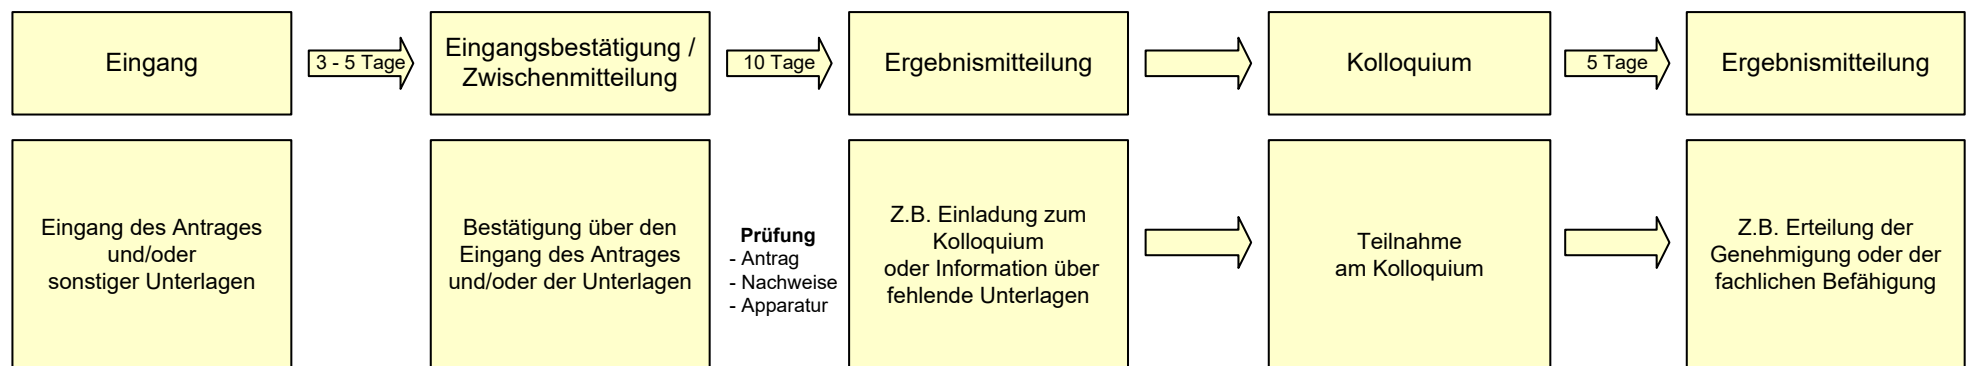 Eingang
3 - 5 Tage
Eingangsbestätigung /
Zwischenmitteilung
10 Tage
Ergebnismitteilung
Kolloquium
5 Tage
Ergebnismitteilung
Eingang des Antrages
und/oder
sonstiger Unterlagen
Bestätigung über den
Eingang des Antrages
und/oder der Unterlagen
Prüfung
- Antrag
- Nachweise
- Apparatur
Z.B. Einladung zum
Kolloquium
oder Information über
fehlende Unterlagen
Teilnahme
am Kolloquium
Z.B. Erteilung der
Genehmigung oder der
fachlichen Befähigung